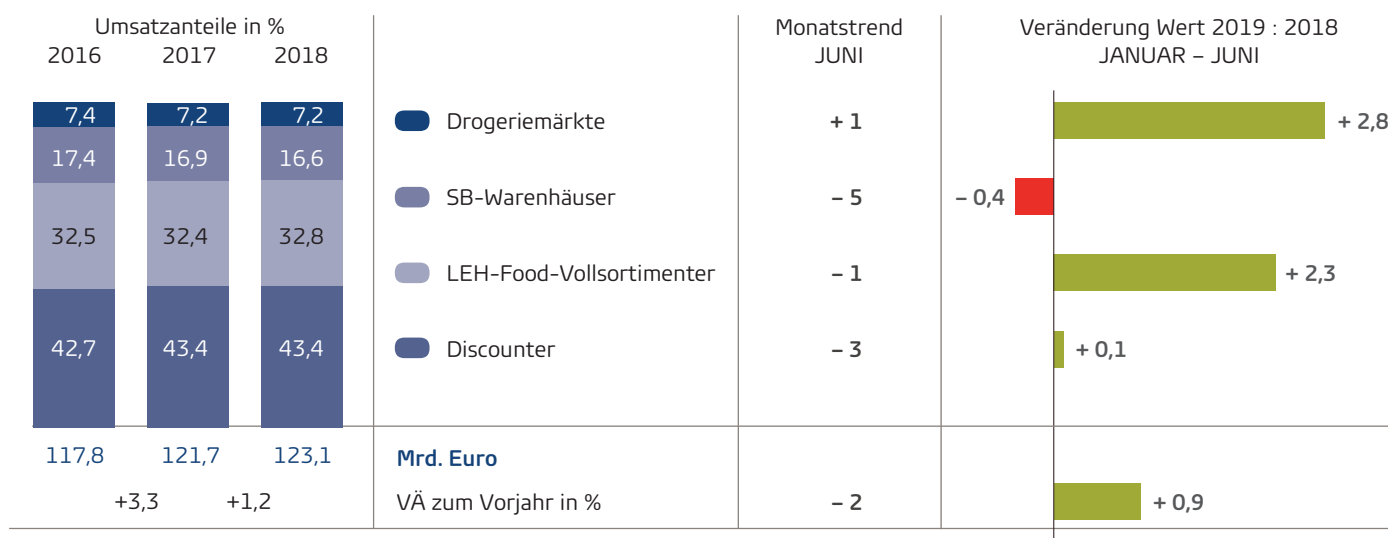 Umsatzanteile in %
2016 2017 2018
Monatstrend
JUNI
Veränderung Wert 2019 : 2018
JANUAR – JUNI
7,4 7,2 7,2 Drogeriemärkte + 1 + 2,8
17,4 16,9 16,6 SB-Warenhäuser – 5 – 0,4
32,5 32,4 32,8 LEH-Food-Vollsortimenter – 1 + 2,3
42,7 43,4 43,4 Discounter – 3 + 0,1
117,8 121,7 123,1 Mrd. Euro
+3,3 +1,2 VÄ zum Vorjahr in % – 2 + 0,9